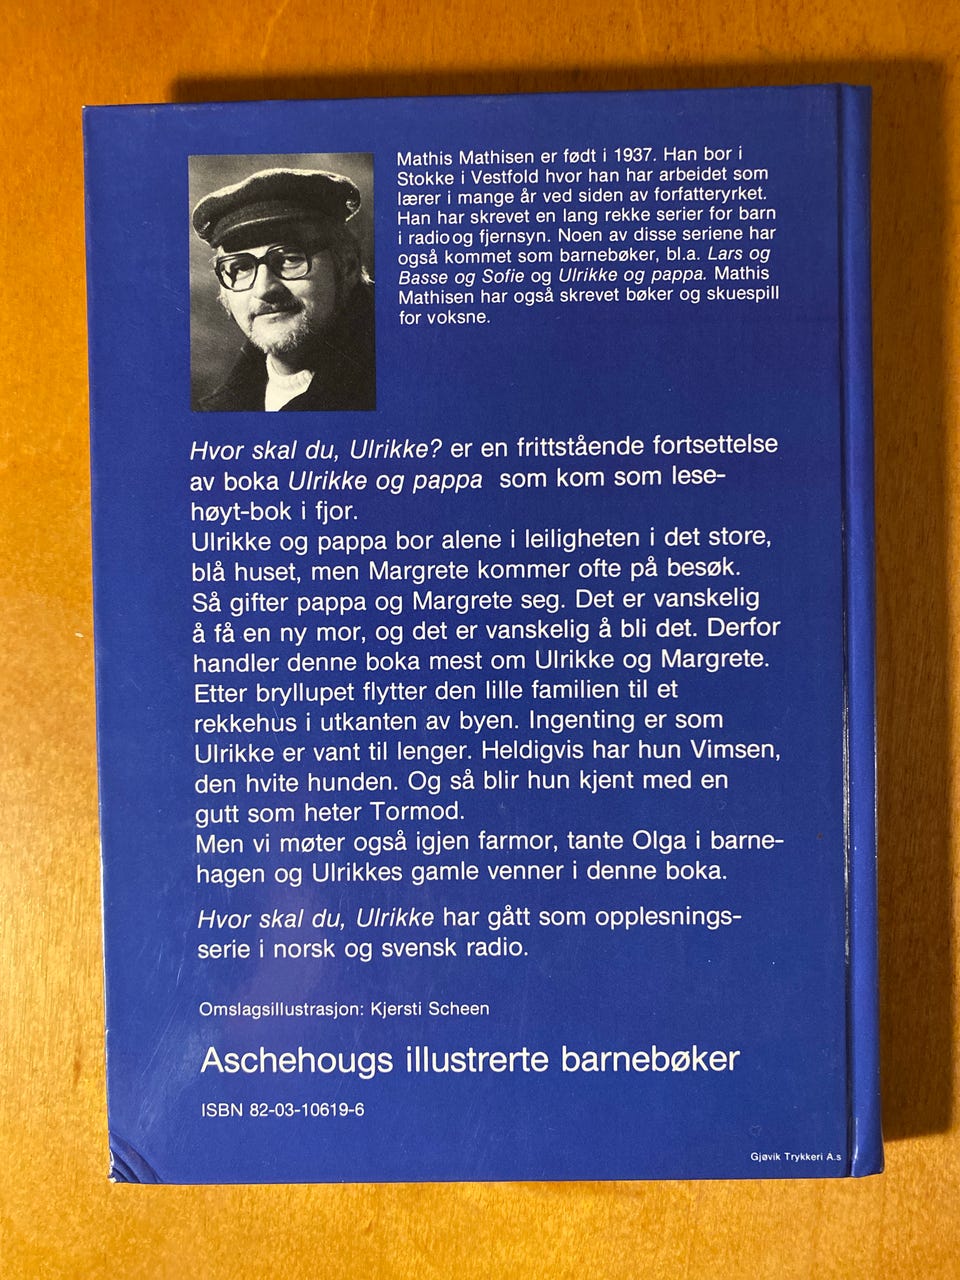 Mathis Mathisen er født i 1937. Han bor i
Stokke i Vestfold hvor han har arbeidet som
lærer i mange år ved siden av forfatteryrket.
Han har skrevet en lang rekke serier for barn
i radio og fjernsyn. Noen av disse seriene har
også kommet som barnebøker, bl.a. Lars og
Basse og Sofie og Ulrikke og pappa. Mathis
Mathisen har også skrevet bøker og skuespill
for voksne.
Hvor skal du, Ulrikke? er en frittstående fortsettelse
av boka Ulrikke og pappa som kom som lese-
høyt-bok i fjor.
Ulrikke og pappa bor alene i leiligheten i det store,
blå huset, men Margrete kommer ofte på besøk.
Så gifter pappa og Margrete seg. Det er vanskelig
å få en ny mor, og det er vanskelig å bli det. Derfor
handler denne boka mest om Ulrikke og Margrete.
Etter bryllupet flytter den lille familien til et
rekkehus i utkanten av byen. Ingenting er som
Ulrikke er vant til lenger. Heldigvis har hun Vimsen,
den hvite hunden. Og så blir hun kjent med en
gutt som heter Tormod.
Men vi møter også igjen farmor, tante Olga i barne-
hagen og Ulrikkes gamle venner i denne boka.
Hvor skal du, Ulrikke har gått som opplesnings-
serie i norsk og svensk radio.
Omslagsillustrasjon: Kjersti Scheen
Aschehougs illustrerte barnebøker
ISBN 82-03-10619-6
Gjøvik Trykkeri A.s